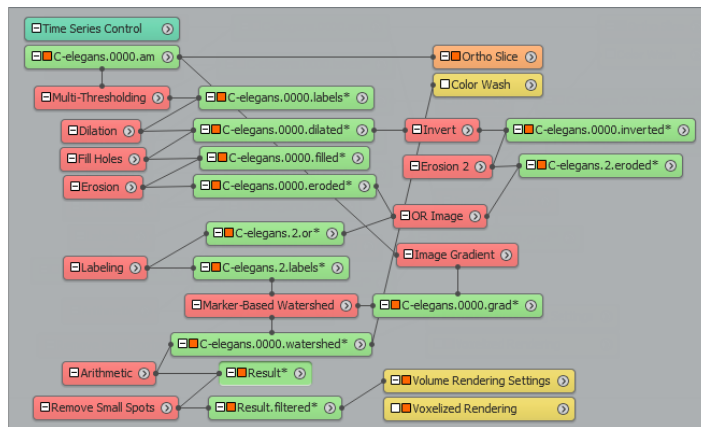 Time Series Control
C-elegans.0000.am
Ortho Slice
Color Wash
Multi-Thresholding
C-elegans.0000.labels*
Dilation
C-elegans.0000.dilated*
Invert
C-elegans.0000.inverted*
Fill Holes
C-elegans.0000.filled*
Erosion 2
C-elegans.2.eroded*
Erosion
C-elegans.0000.eroded*
OR Image
C-elegans.2.or*
Image Gradient
Labeling
C-elegans.2.labels*
Marker-Based Watershed
C-elegans.0000.grad*
C-elegans.0000.watershed*
Arithmetic
Result*
Volume Rendering Settings
Remove Small Spots
Result.filtered*
Voxelized Rendering